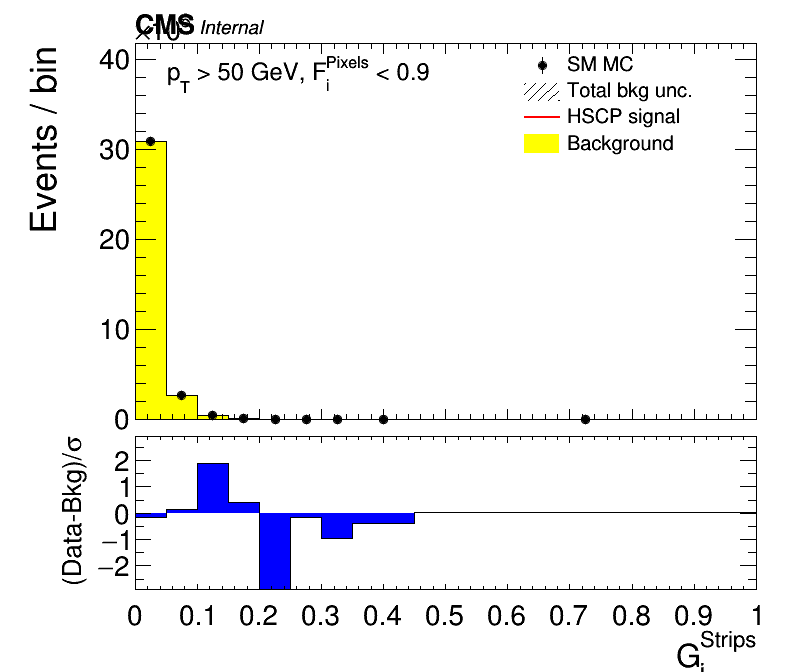 CMS Internal
40
30
20
10
0
Events / bin
p_T > 50 GeV, F_i^Pixels < 0.9
SM MC
Total bkg unc.
HSCP signal
Background
(Data-Bkg)/σ
2
1
0
−1
−2
0 0.1 0.2 0.3 0.4 0.5 0.6 0.7 0.8 0.9 1
G_i^Strips